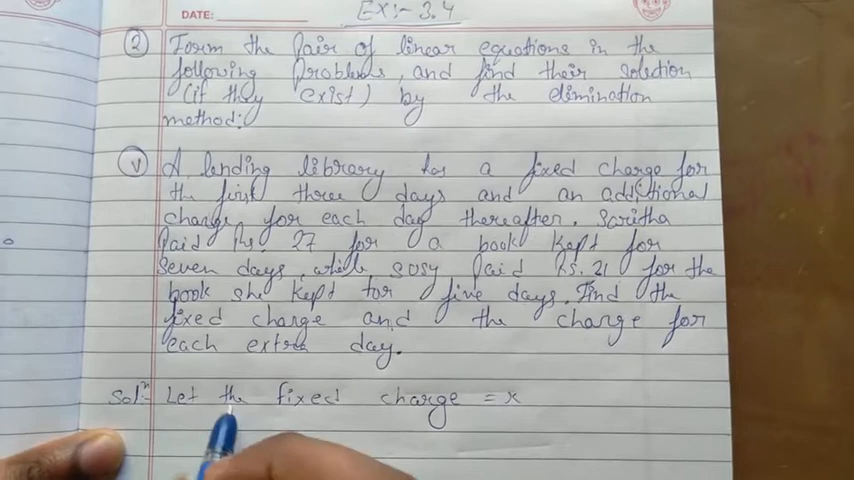 DATE:
Ex:- 3.4
② Form the Pair of linear equations in the
following Problems, and find their solution
(if they exist) by the elimination
method:
ⓥ A lending library has a fixed charge for
the first three days and an additional
charge for each day thereafter. Saritha
Paid Rs. 27 for a book Kept for
seven days, while susy Paid Rs. 21 for the
book she Kept for five days. Find the
fixed charge and the charge for
each extra day.
Solⁿ:- Let the fixed charge = x